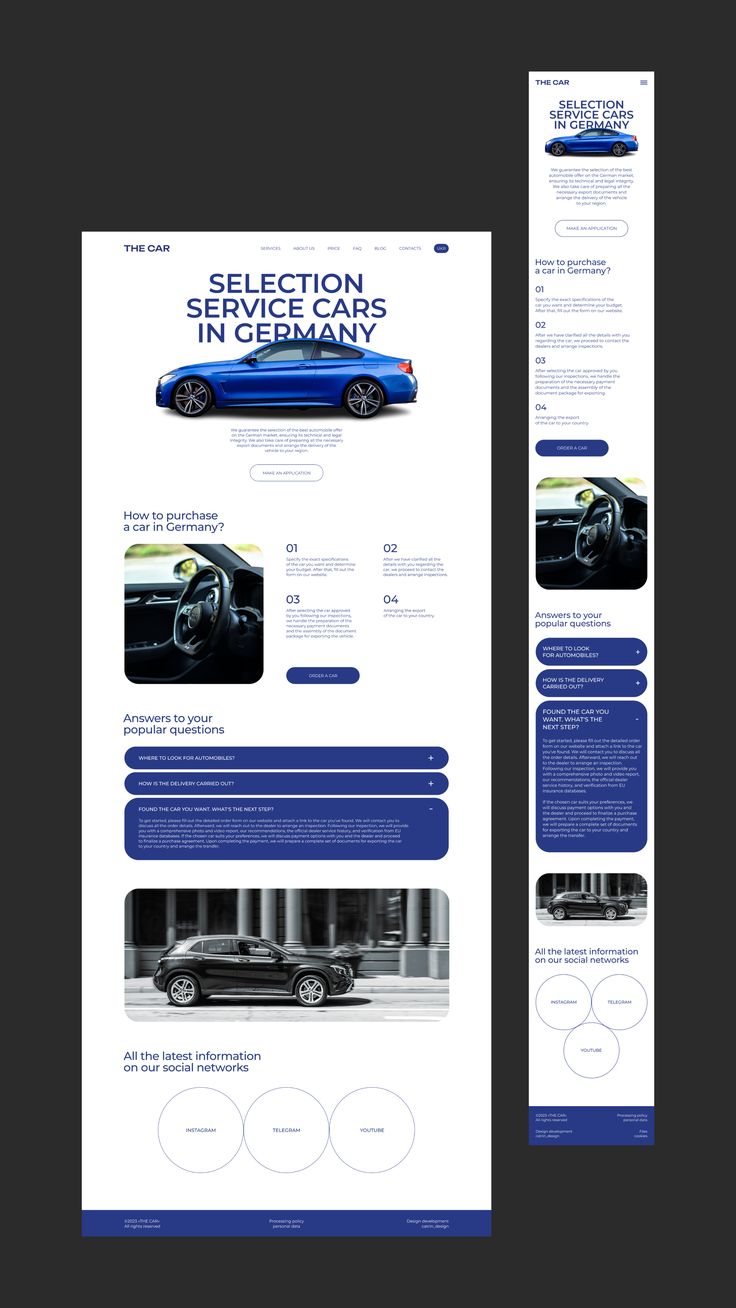 THE CAR
SERVICES
ABOUT US
PRICE
FAQ
BLOG
CONTACTS
UKR
SELECTION
SERVICE CARS
IN GERMANY
We guarantee the selection of the best automobile offer
on the German market, ensuring its technical and legal
integrity. We also take care of preparing all the necessary
export documents and arrange the delivery of the
vehicle to your region.
MAKE AN APPLICATION
How to purchase
a car in Germany?
01
Specify the exact specifications
of the car you want and determine
your budget. After that, fill out the
form on our website.
02
After we have clarified all the
details with you regarding the
car, we proceed to contact the
dealers and arrange inspections.
03
After selecting the car approved
by you following our inspections,
we handle the preparation of the
necessary payment documents
and the assembly of the document
package for exporting the vehicle.
04
Arranging the export
of the car to your country.
ORDER A CAR
Answers to your
popular questions
WHERE TO LOOK FOR AUTOMOBILES?
+
HOW IS THE DELIVERY CARRIED OUT?
+
FOUND THE CAR YOU WANT. WHAT'S THE NEXT STEP?
-
To get started, please fill out the detailed order form on our website and attach a link to the car you've found. We will contact you to
discuss all the order details. Afterward, we will reach out to the dealer to arrange an inspection. Following our inspection, we will provide
you with a comprehensive photo and video report, our recommendations, the official dealer service history, and verification from EU
insurance databases. If the chosen car suits your preferences, we will discuss payment options with you and the dealer and proceed
to finalize a purchase agreement. Upon completing the payment, we will prepare a complete set of documents for exporting the car
to your country and arrange the transfer.
All the latest information
on our social networks
INSTAGRAM
TELEGRAM
YOUTUBE
©2023 «THE CAR»
All rights reserved
Processing policy
personal data
Design development
catrin_design
THE CAR
SELECTION
SERVICE CARS
IN GERMANY
We guarantee the selection of the best
automobile offer on the German market,
ensuring its technical and legal integrity.
We also take care of preparing all the
necessary export documents and
arrange the delivery of the vehicle
to your region.
MAKE AN APPLICATION
How to purchase
a car in Germany?
01
Specify the exact specifications of the
car you want and determine your budget.
After that, fill out the form on our website.
02
After we have clarified all the details with you
regarding the car, we proceed to contact the
dealers and arrange inspections.
03
After selecting the car approved by you
following our inspections, we handle the
preparation of the necessary payment
documents and the assembly of the
document package for exporting.
04
Arranging the export
of the car to your country.
ORDER A CAR
Answers to your
popular questions
WHERE TO LOOK
FOR AUTOMOBILES?
+
HOW IS THE DELIVERY
CARRIED OUT?
+
FOUND THE CAR YOU
WANT. WHAT'S THE
NEXT STEP?
-
To get started, please fill out the detailed order
form on our website and attach a link to the car
you've found. We will contact you to discuss all
the order details. Afterward, we will reach out
to the dealer to arrange an inspection.
Following our inspection, we will provide you
with a comprehensive photo and video report,
our recommendations, the official dealer
service history, and verification from EU
insurance databases.
If the chosen car suits your preferences, we
will discuss payment options with you and
the dealer and proceed to finalize a purchase
agreement. Upon completing the payment,
we will prepare a complete set of documents
for exporting the car to your country and
arrange the transfer.
All the latest information
on our social networks
INSTAGRAM
TELEGRAM
YOUTUBE
©2023 «THE CAR»
All rights reserved
Processing policy
personal data
Design development
catrin_design
Files
cookies